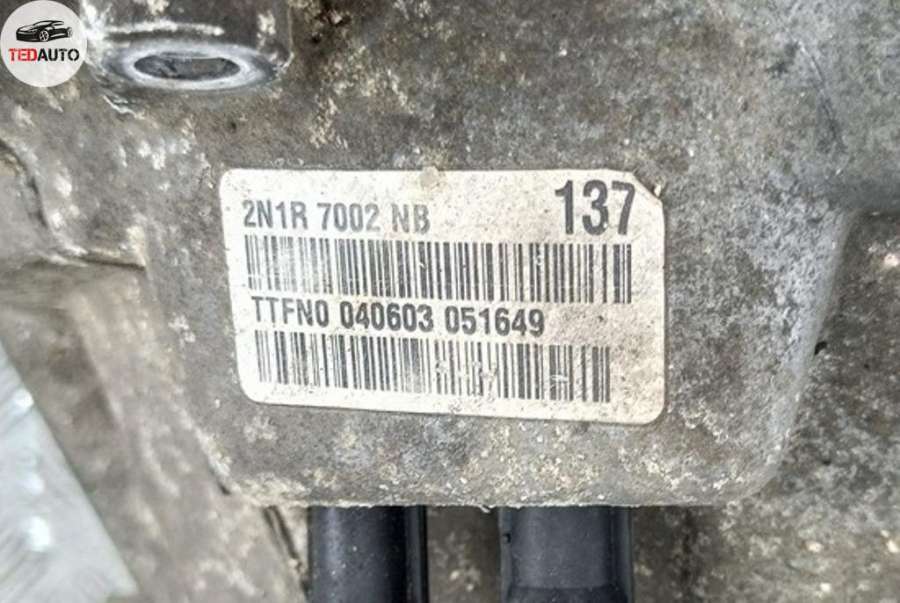 TEDAUTO
2N1R 7002 NB 137
TTFN0 040603 051649